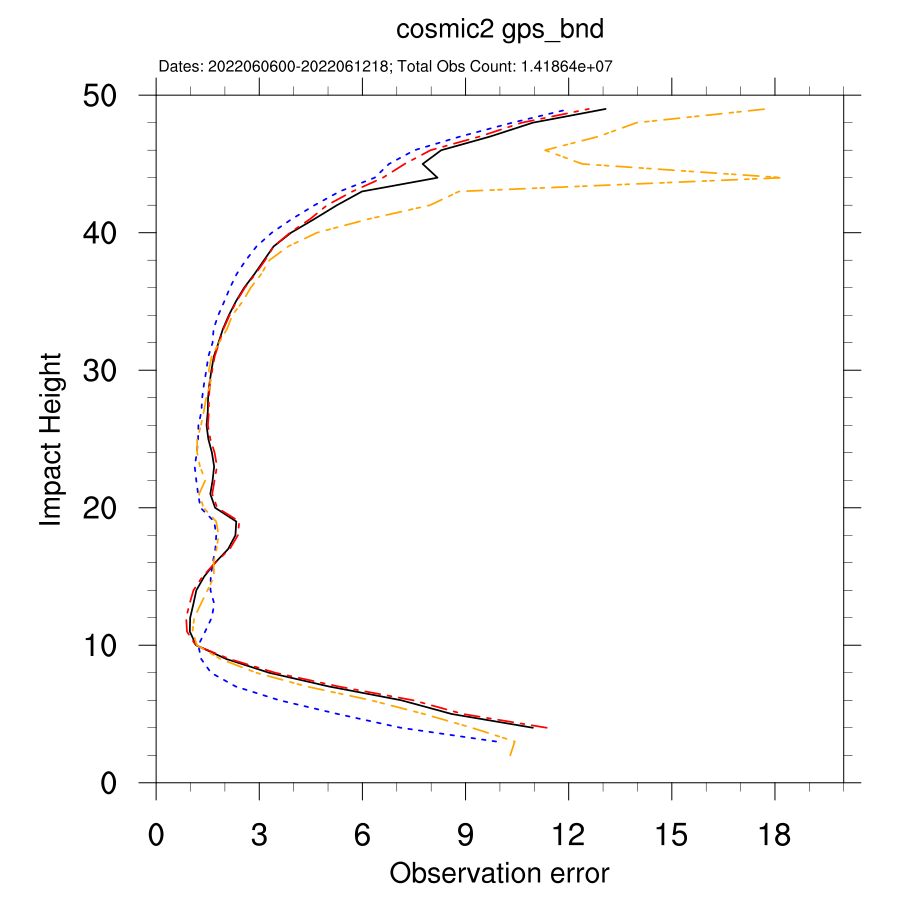 cosmic2 gps_bnd
Dates: 2022060600-2022061218; Total Obs Count: 1.41864e+07
50
40
30
20
10
0
Impact Height
0 3 6 9 12 15 18
Observation error